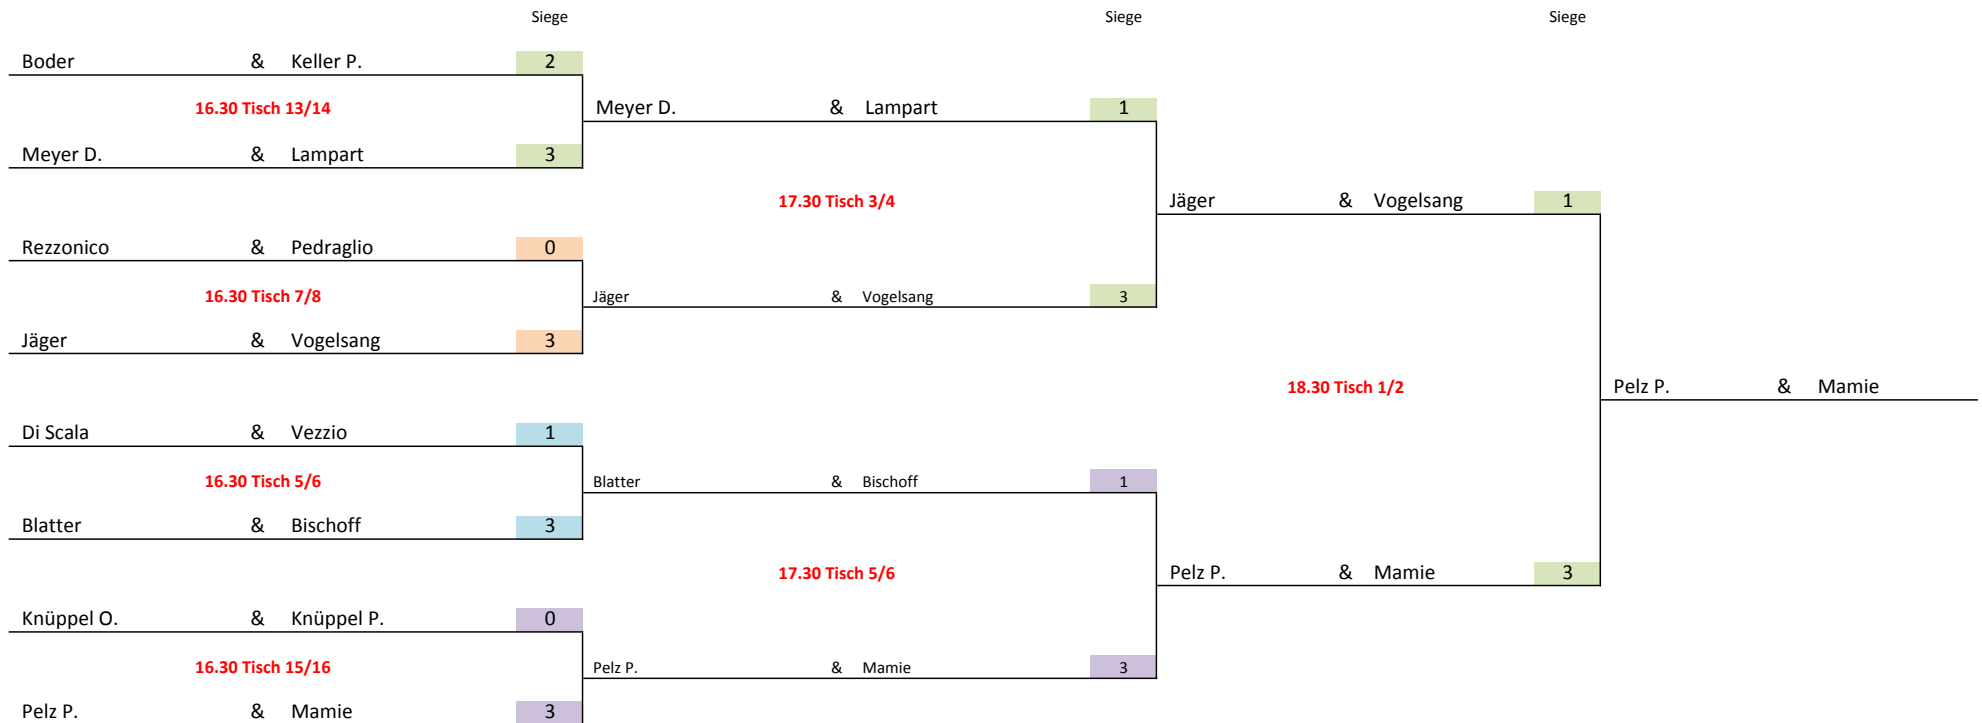 Siege Siege Siege
Boder & Keller P. 2
16.30 Tisch 13/14 Meyer D. & Lampart 1
Meyer D. & Lampart 3
17.30 Tisch 3/4 Jäger & Vogelsang 1
Rezzonico & Pedraglio 0
16.30 Tisch 7/8 Jäger & Vogelsang 3
Jäger & Vogelsang 3
18.30 Tisch 1/2 Pelz P. & Mamie
Di Scala & Vezzio 1
16.30 Tisch 5/6 Blatter & Bischoff 1
Blatter & Bischoff 3
17.30 Tisch 5/6 Pelz P. & Mamie 3
Knüppel O. & Knüppel P. 0
16.30 Tisch 15/16 Pelz P. & Mamie 3
Pelz P. & Mamie 3